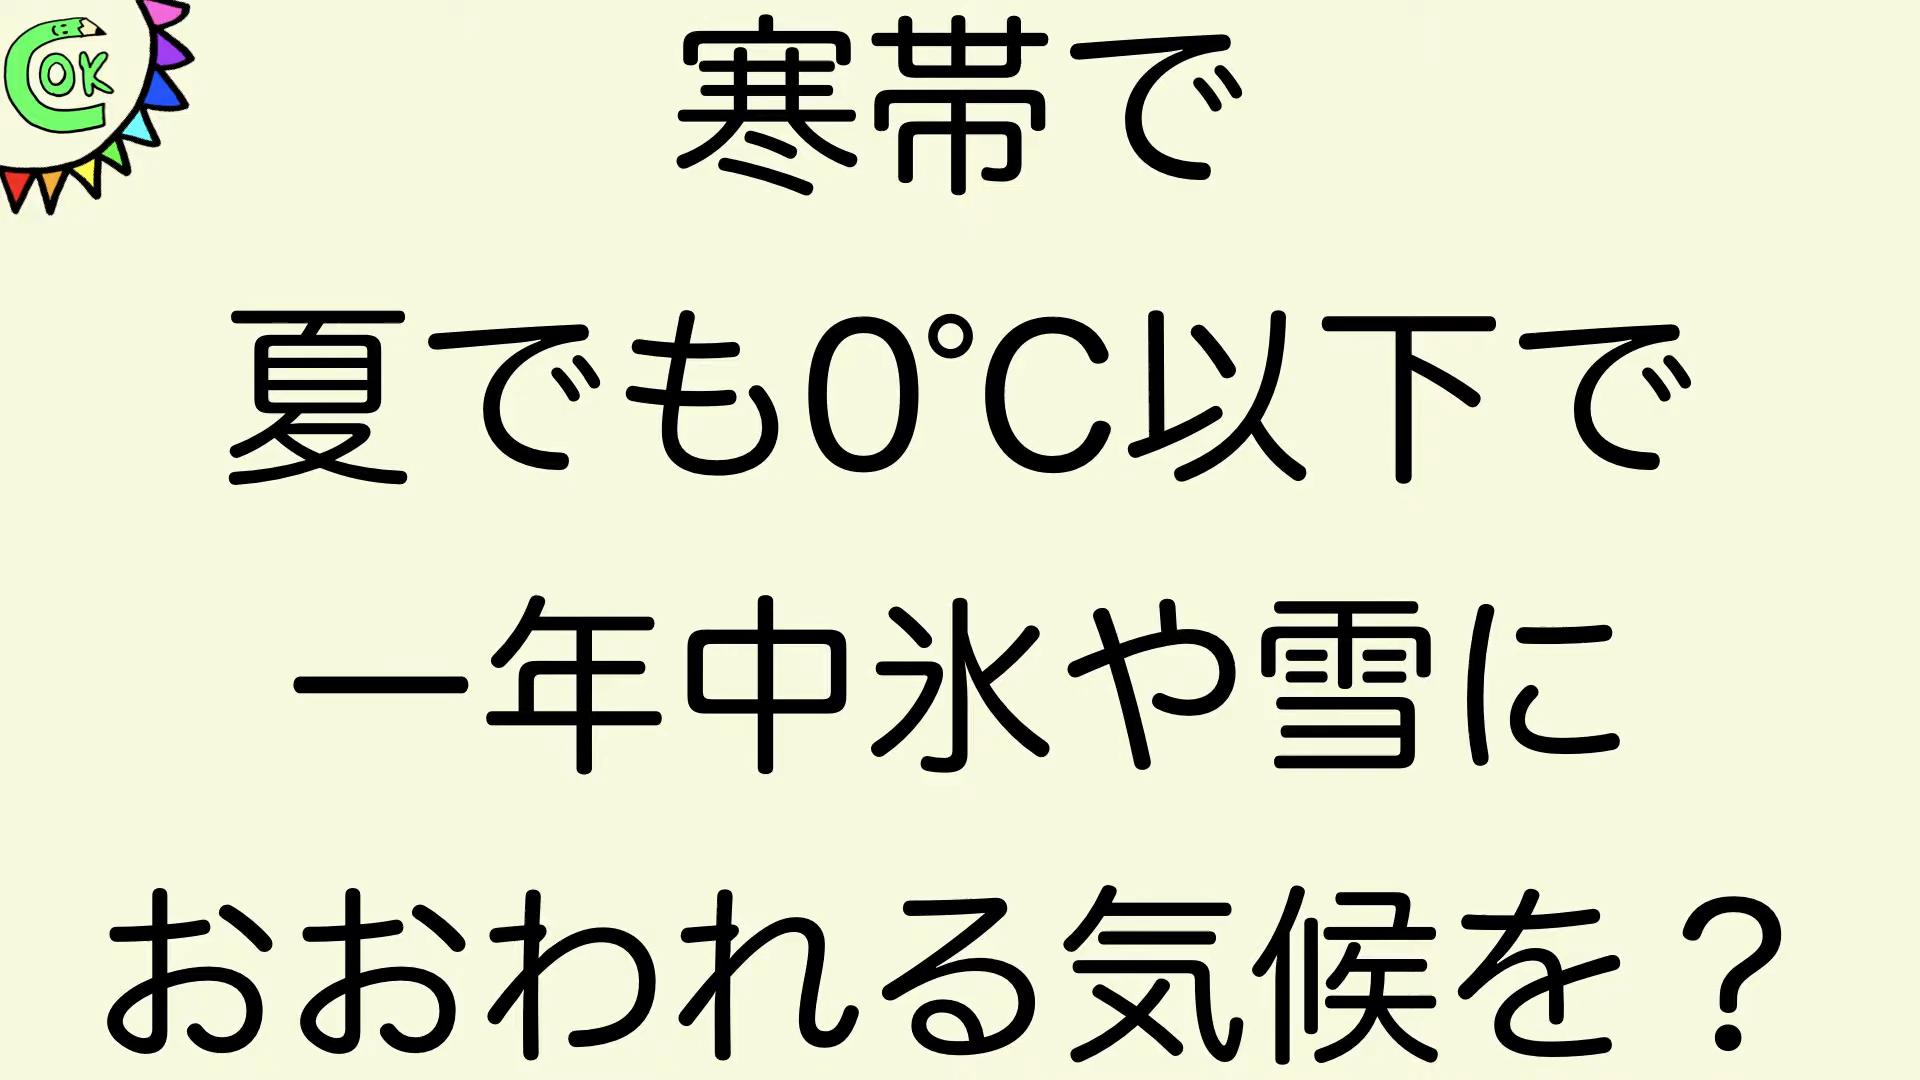 COK
寒帯で
夏でも0℃以下で
一年中氷や雪に
おおわれる気候を？